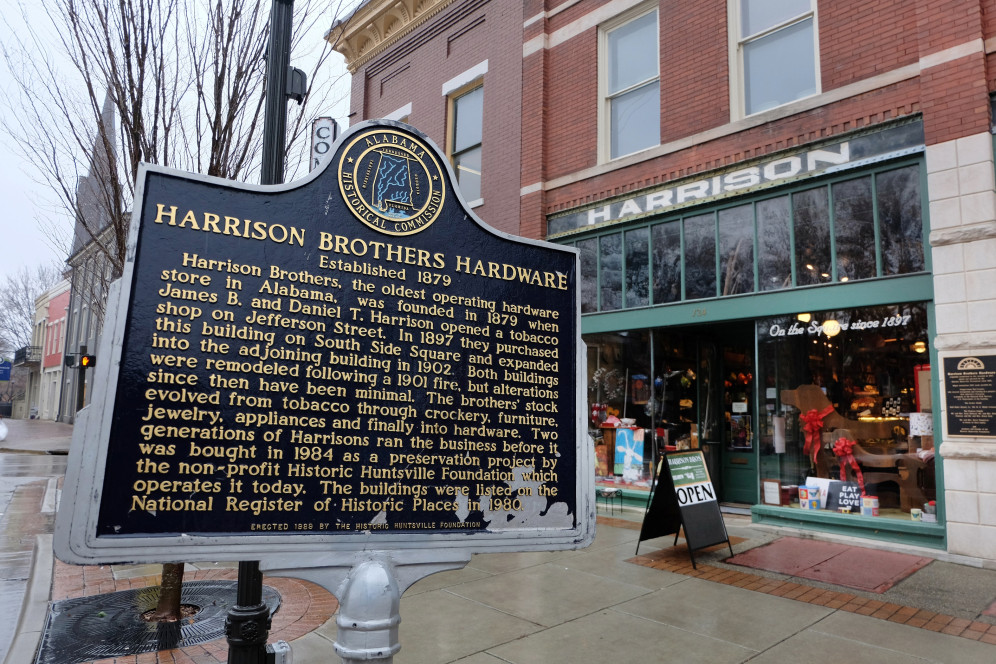 ALABAMA
HISTORICAL COMMISSION
HARRISON BROTHERS HARDWARE
Established 1879
Harrison Brothers, the oldest operating hardware
store in Alabama, was founded in 1879 when
James B. and Daniel T. Harrison opened a tobacco
shop on Jefferson Street. In 1897 they purchased
this building on South Side Square and expanded
into the adjoining building in 1902. Both buildings
were remodeled following a 1901 fire, but alterations
since then have been minimal. The brothers' stock
evolved from tobacco through crockery, furniture,
jewelry, appliances and finally into hardware. Two
generations of Harrisons ran the business before it
was bought in 1984 as a preservation project by
the non-profit Historic Huntsville Foundation which
operates it today. The buildings were listed on the
National Register of Historic Places in 1980.
ERECTED 1988 BY THE HISTORIC HUNTSVILLE FOUNDATION
CO
HARRISON
On the Square since 1897
HARRISON BROS
OPEN
EAT
PLAY
LOVE